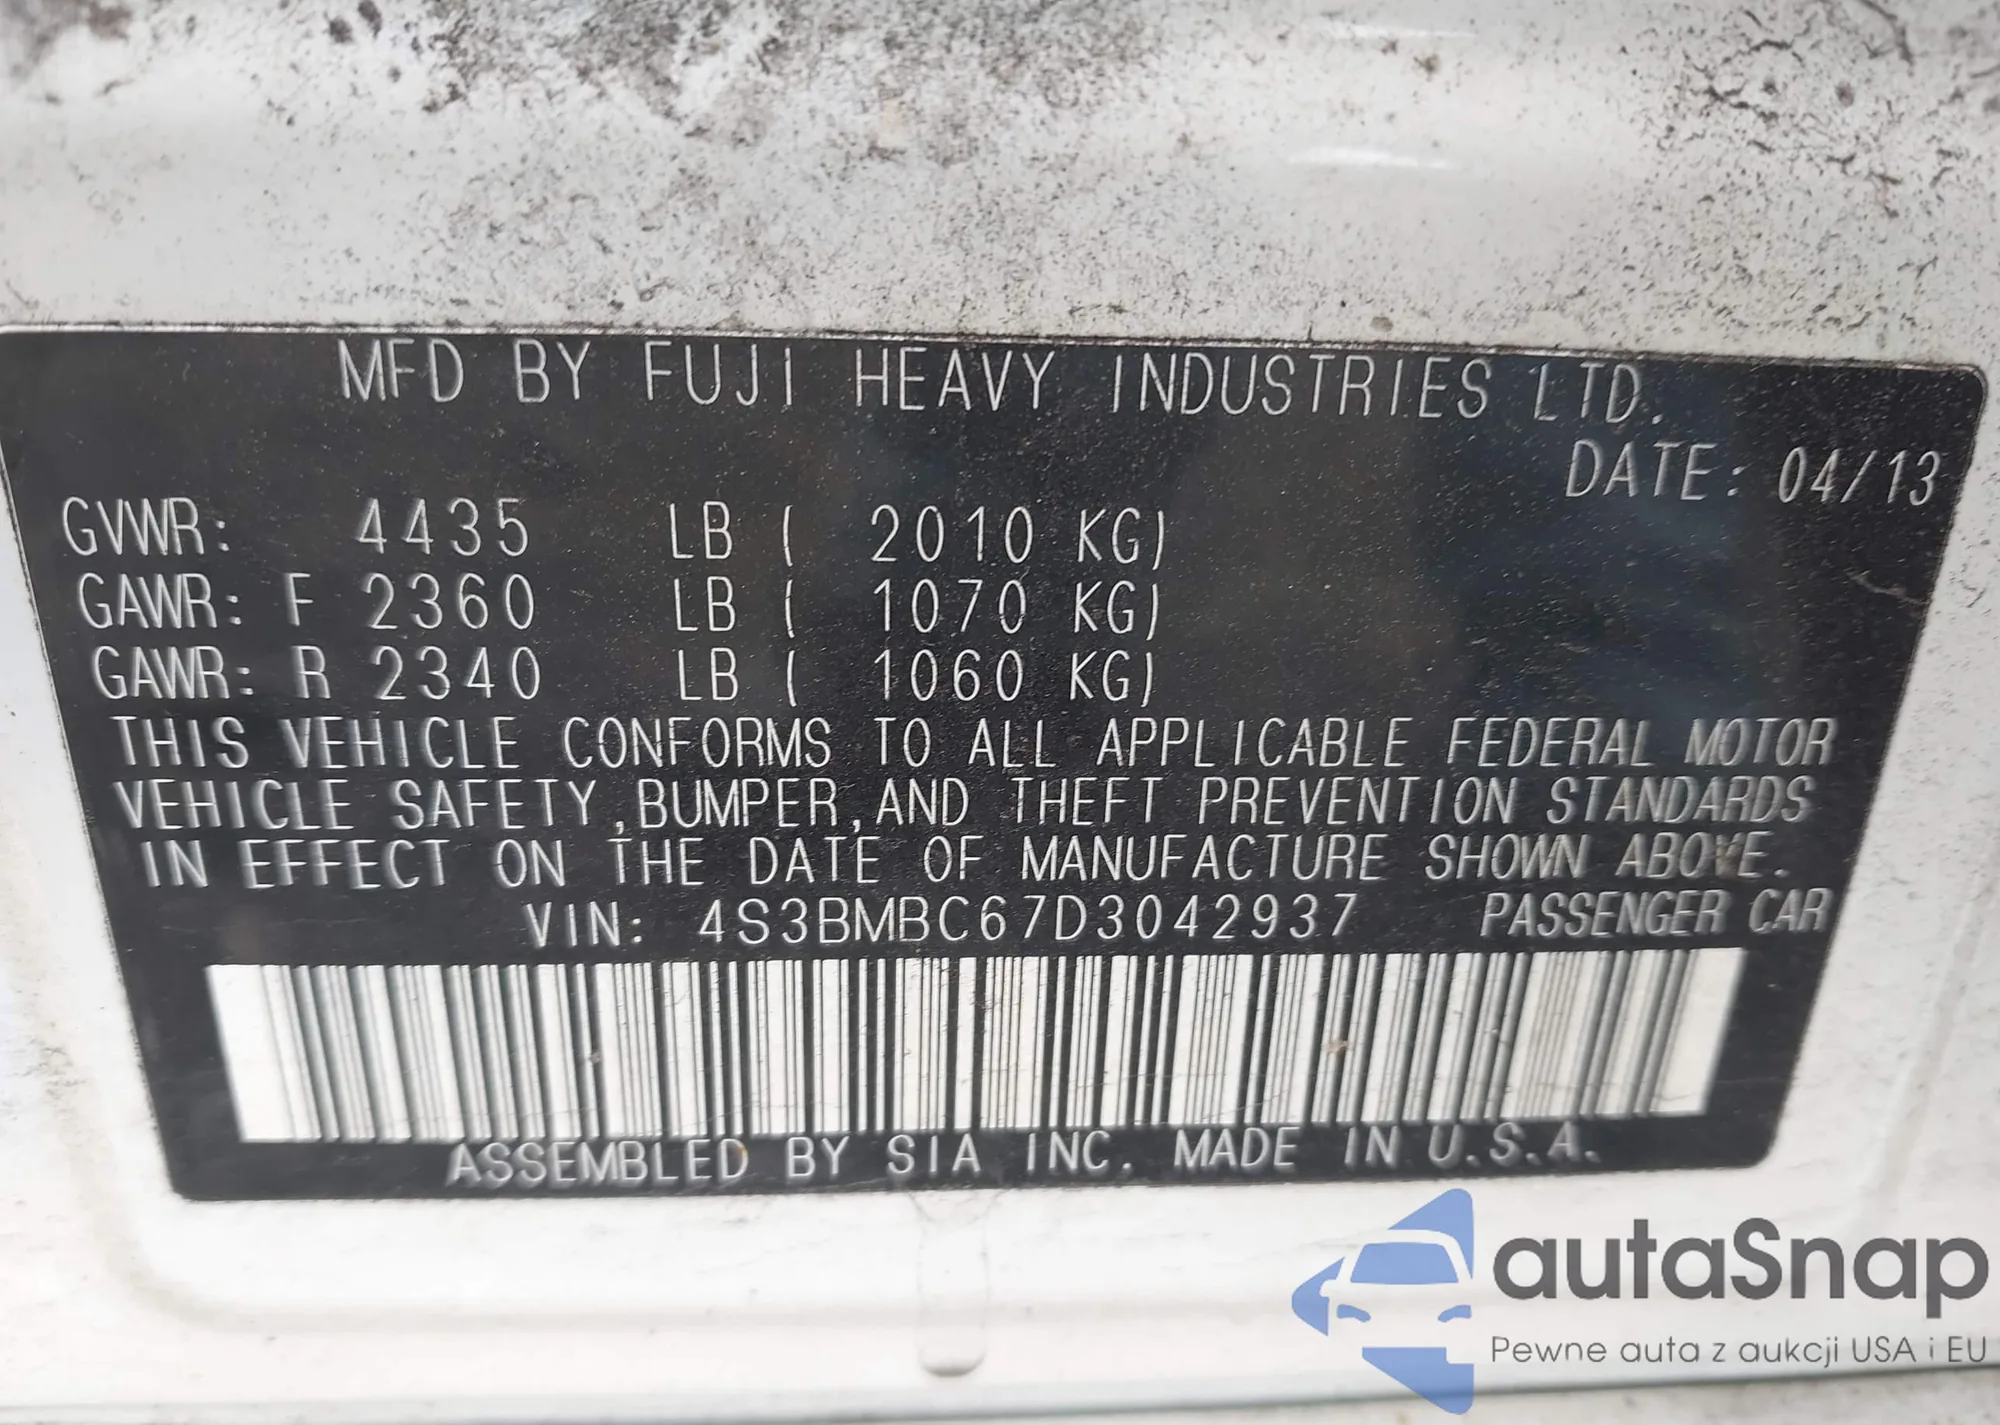 MFD BY FUJI HEAVY INDUSTRIES LTD.
DATE: 04/13
GVWR: 4435 LB ( 2010 KG)
GAWR: F 2360 LB ( 1070 KG)
GAWR: R 2340 LB ( 1060 KG)
THIS VEHICLE CONFORMS TO ALL APPLICABLE FEDERAL MOTOR
VEHICLE SAFETY,BUMPER,AND THEFT PREVENTION STANDARDS
IN EFFECT ON THE DATE OF MANUFACTURE SHOWN ABOVE.
VIN: 4S3BMBC67D3042937 PASSENGER CAR
ASSEMBLED BY SIA INC. MADE IN U.S.A.
autaSnap
Pewne auta z aukcji USA i EU